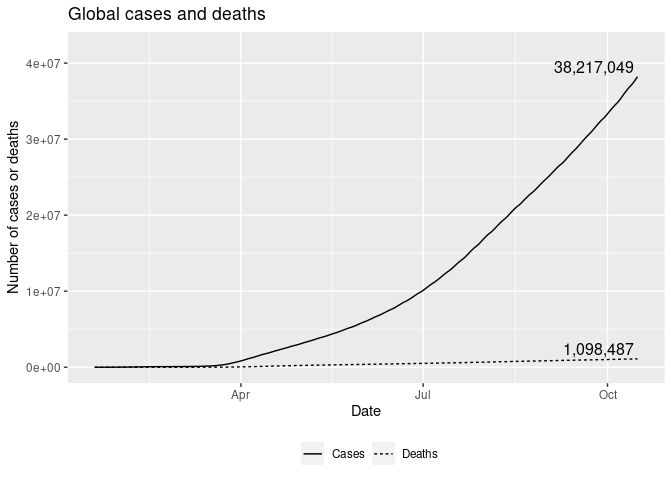 Global cases and deaths
Number of cases or deaths
4e+07
3e+07
2e+07
1e+07
0e+00
38,217,049
1,098,487
Apr Jul Oct
Date
Cases Deaths